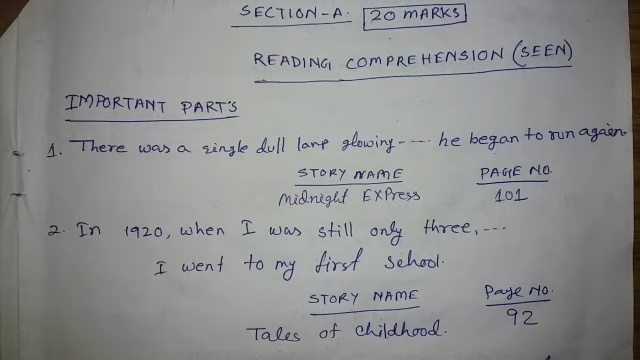 SECTION-A. 20 MARKS
READING COMPREHENSION (SEEN)
IMPORTANT PART'S
1. There was a single dull lamp glowing---- he began to run again.
STORY NAME PAGE NO.
Midnight EXPress 101
2. In 1920, when I was still only three,---
I went to my first school.
STORY NAME Page No.
Tales of childhood. 92